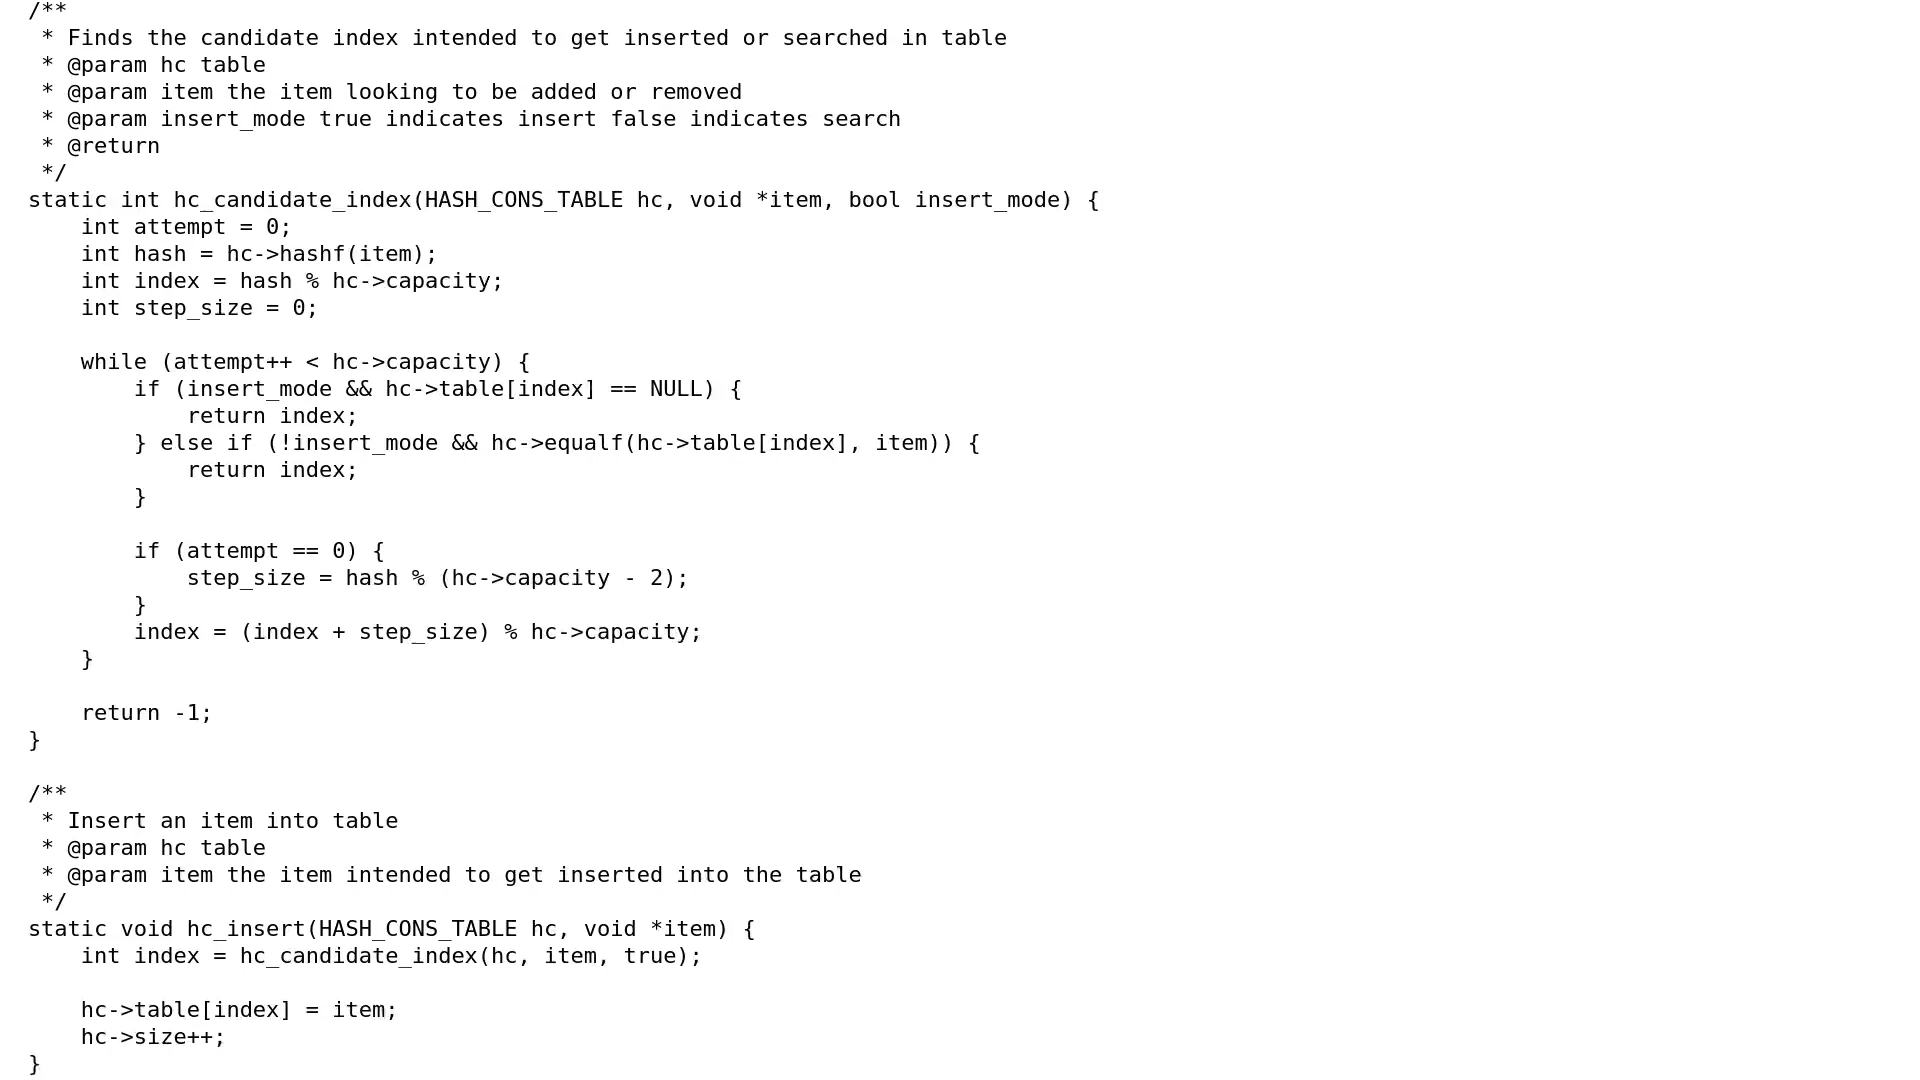 /**
 * Finds the candidate index intended to get inserted or searched in table
 * @param hc table
 * @param item the item looking to be added or removed
 * @param insert_mode true indicates insert false indicates search
 * @return
 */
static int hc_candidate_index(HASH_CONS_TABLE hc, void *item, bool insert_mode) {
    int attempt = 0;
    int hash = hc->hashf(item);
    int index = hash % hc->capacity;
    int step_size = 0;

    while (attempt++ < hc->capacity) {
        if (insert_mode && hc->table[index] == NULL) {
            return index;
        } else if (!insert_mode && hc->equalf(hc->table[index], item)) {
            return index;
        }

        if (attempt == 0) {
            step_size = hash % (hc->capacity - 2);
        }
        index = (index + step_size) % hc->capacity;
    }

    return -1;
}

/**
 * Insert an item into table
 * @param hc table
 * @param item the item intended to get inserted into the table
 */
static void hc_insert(HASH_CONS_TABLE hc, void *item) {
    int index = hc_candidate_index(hc, item, true);

    hc->table[index] = item;
    hc->size++;
}